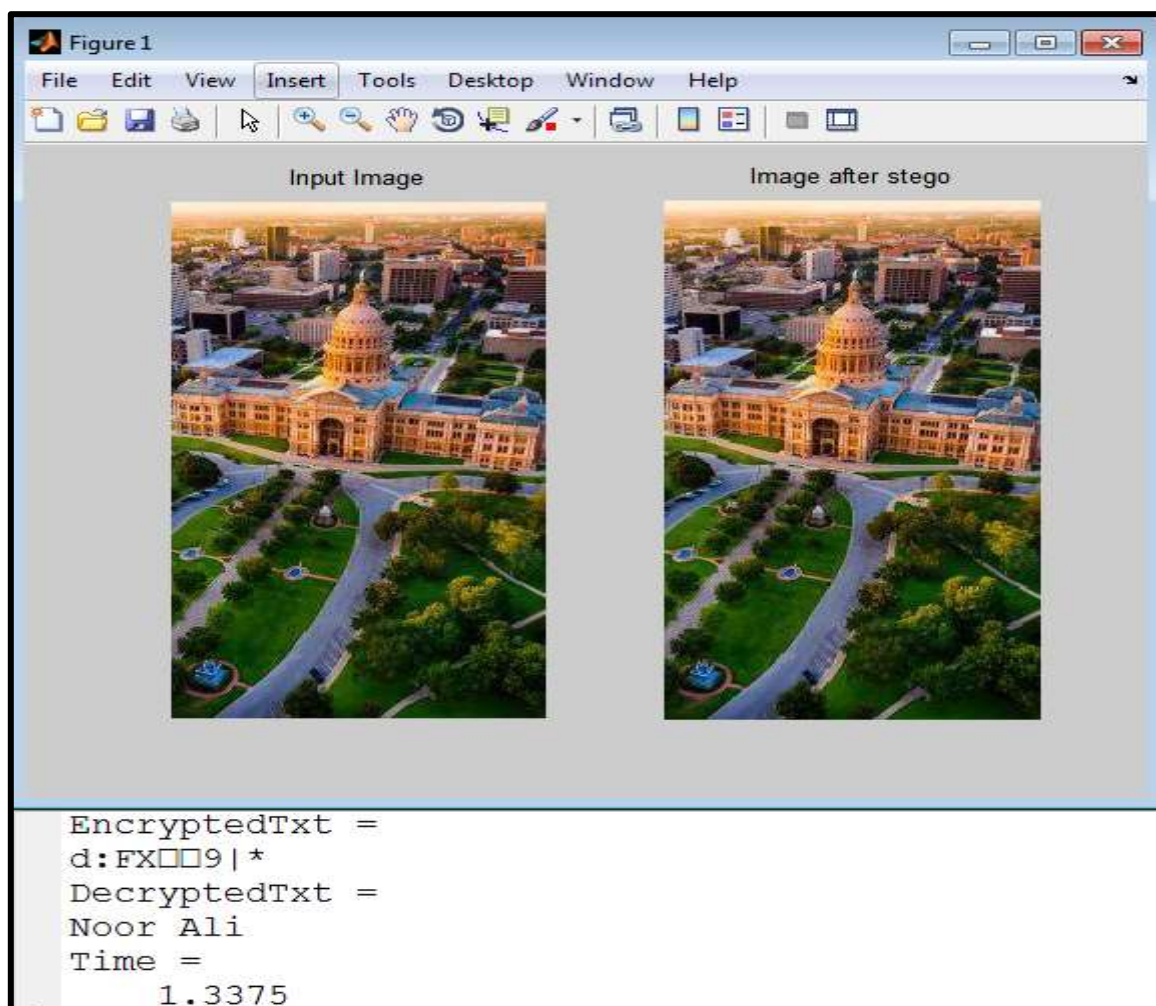 Figure 1
File Edit View Insert Tools Desktop Window Help
Input Image
Image after stego
EncryptedTxt =
d:FX□□9|*
DecryptedTxt =
Noor Ali
Time =
1.3375